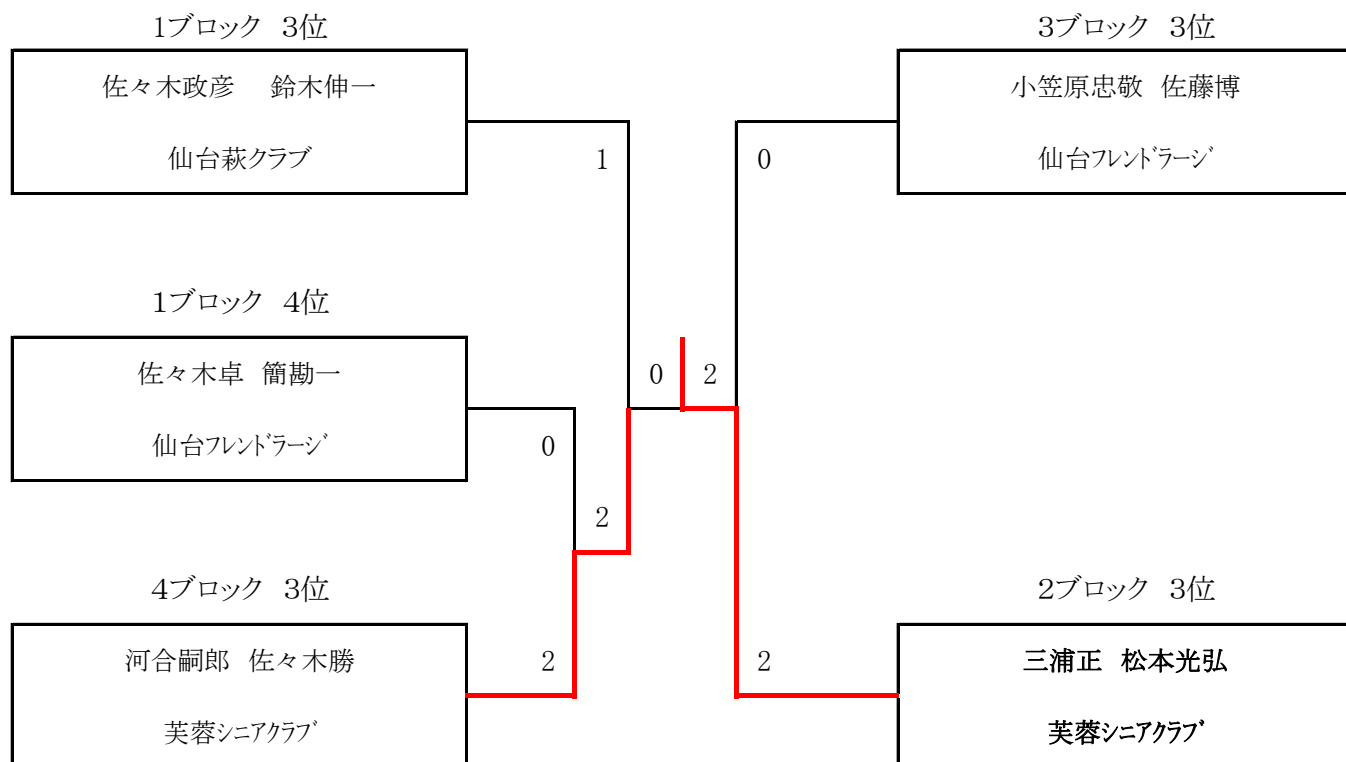 1ブロック 3位
佐々木政彦 鈴木伸一
仙台萩クラブ
3ブロック 3位
小笠原忠敬 佐藤博
仙台フレンドラージ
1
0
1ブロック 4位
佐々木卓 簡勘一
仙台フレンドラージ
0
2
0
2
4ブロック 3位
河合嗣郎 佐々木勝
芙蓉シニアクラブ
2
2
2ブロック 3位
三浦正 松本光弘
芙蓉シニアクラブ